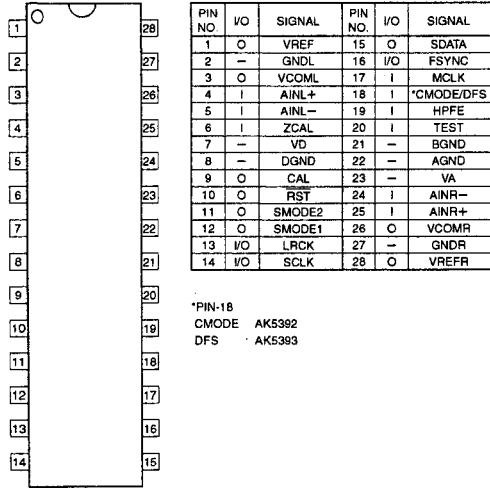 PIN NO. I/O SIGNAL PIN NO. I/O SIGNAL
1 O VREF 15 O SDATA
2 – GNDL 16 I/O FSYNC
3 O VCOML 17 I MCLK
4 I AINL+ 18 I *CMODE/DFS
5 I AINL– 19 I HPFE
6 I ZCAL 20 I TEST
7 – VD 21 – BGND
8 – DGND 22 – AGND
9 O CAL 23 – VA
10 O RST 24 I AINR–
11 O SMODE2 25 I AINR+
12 O SMODE1 26 O VCOMR
13 I/O LRCK 27 – GNDR
14 I/O SCLK 28 O VREFR
*PIN-18
CMODE AK5392
DFS AK5393
1 28
2 27
3 26
4 25
5 24
6 23
7 22
8 21
9 20
10 19
11 18
12 17
13 16
14 15